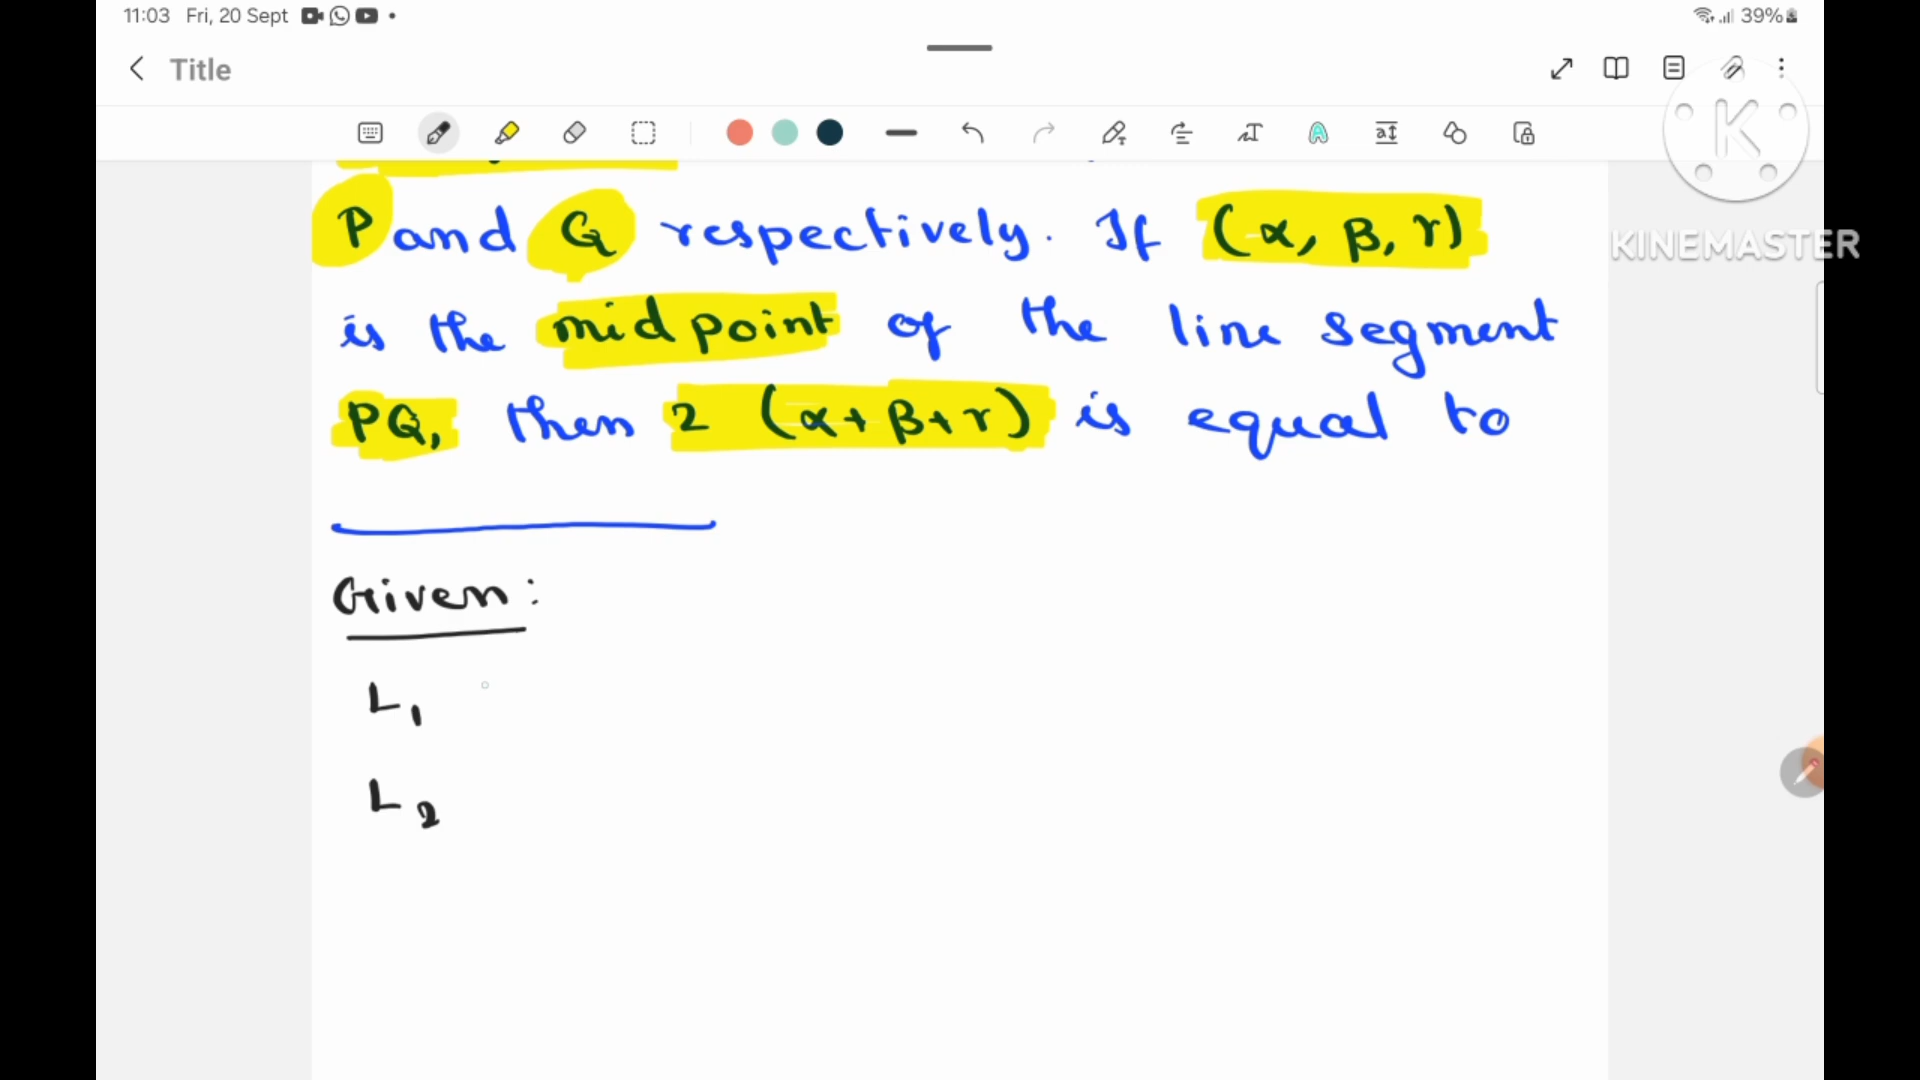 11:03 Fri, 20 Sept
39%
Title
K
KINEMASTER
P and Q respectively. If (α, β, γ)
is the midpoint of the line segment
PQ, then 2 (α+β+γ) is equal to
Given:
L1
L2